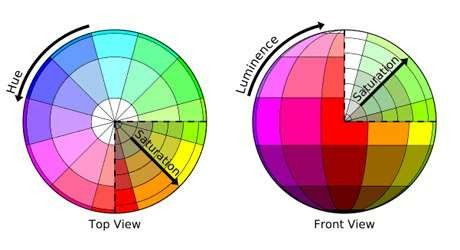 Hue
Saturation
Top View
Luminence
Saturation
Front View